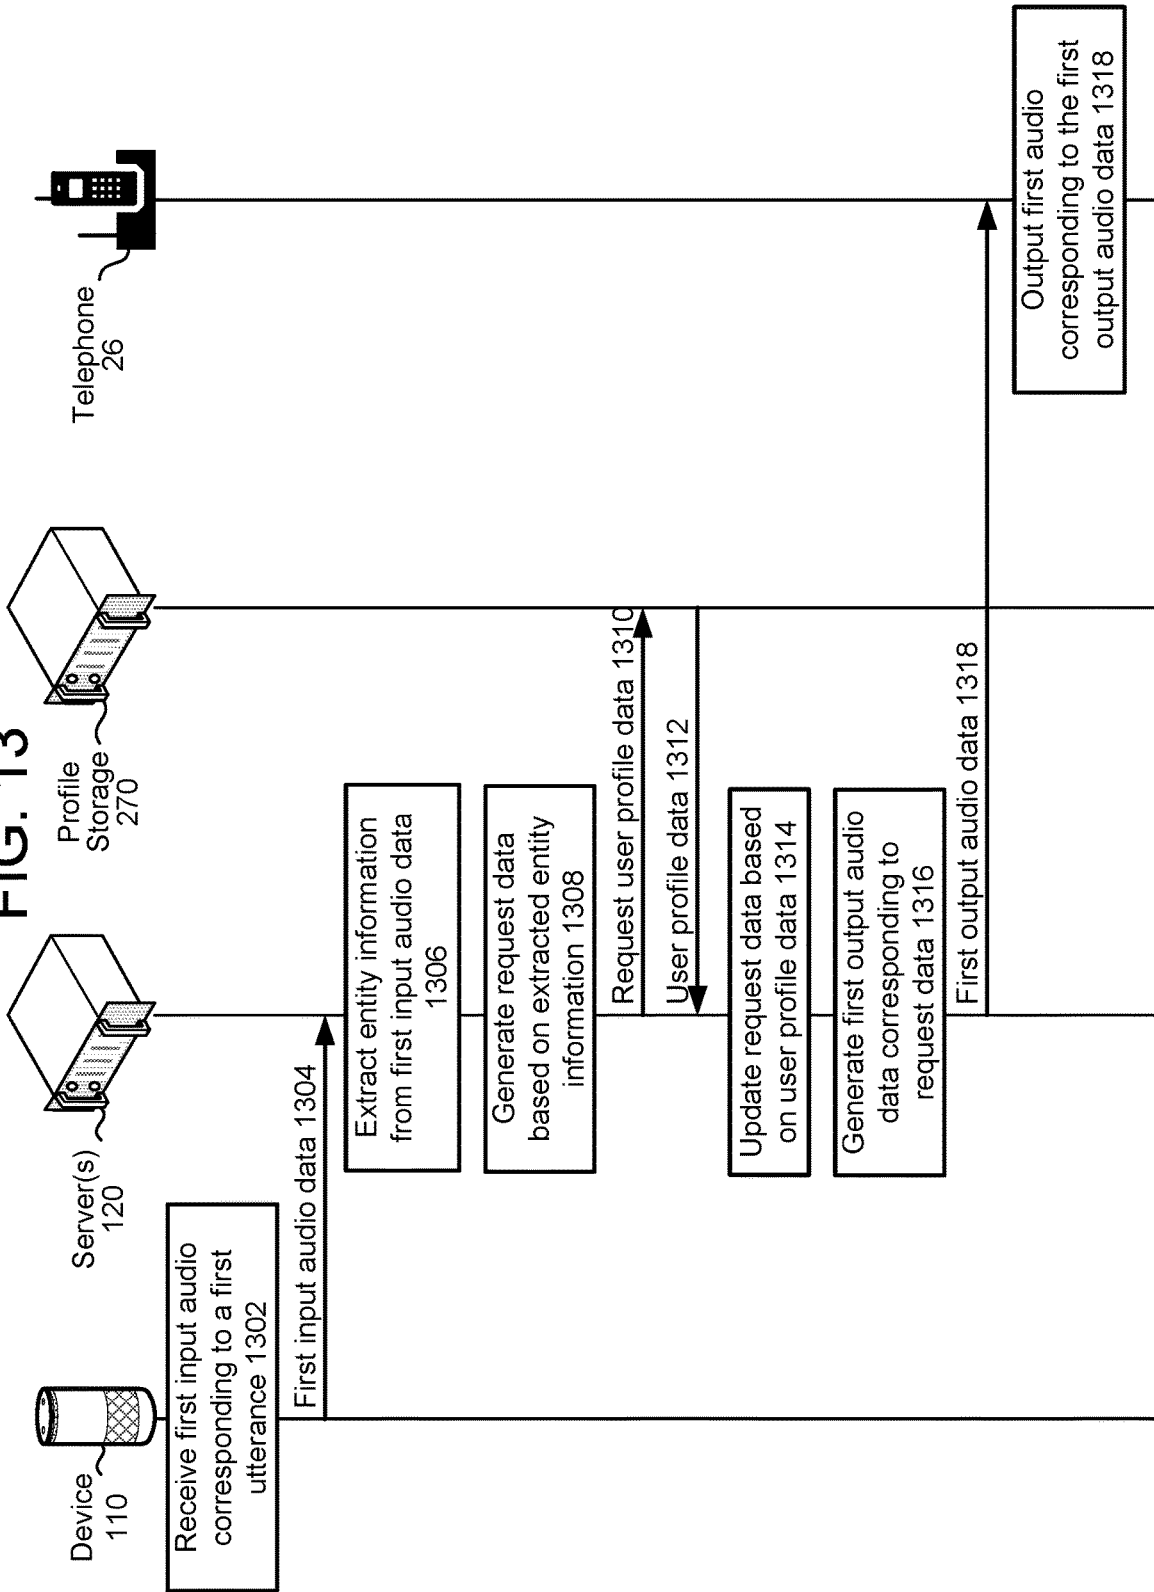 FIG. 13
Device
110
Server(s)
120
Profile
Storage
270
Telephone
26
Receive first input audio
corresponding to a first
utterance 1302
First input audio data 1304
Extract entity information
from first input audio data
1306
Generate request data
based on extracted entity
information 1308
Request user profile data 1310
User profile data 1312
Update request data based
on user profile data 1314
Generate first output audio
data corresponding to
request data 1316
First output audio data 1318
Output first audio
corresponding to the first
output audio data 1318